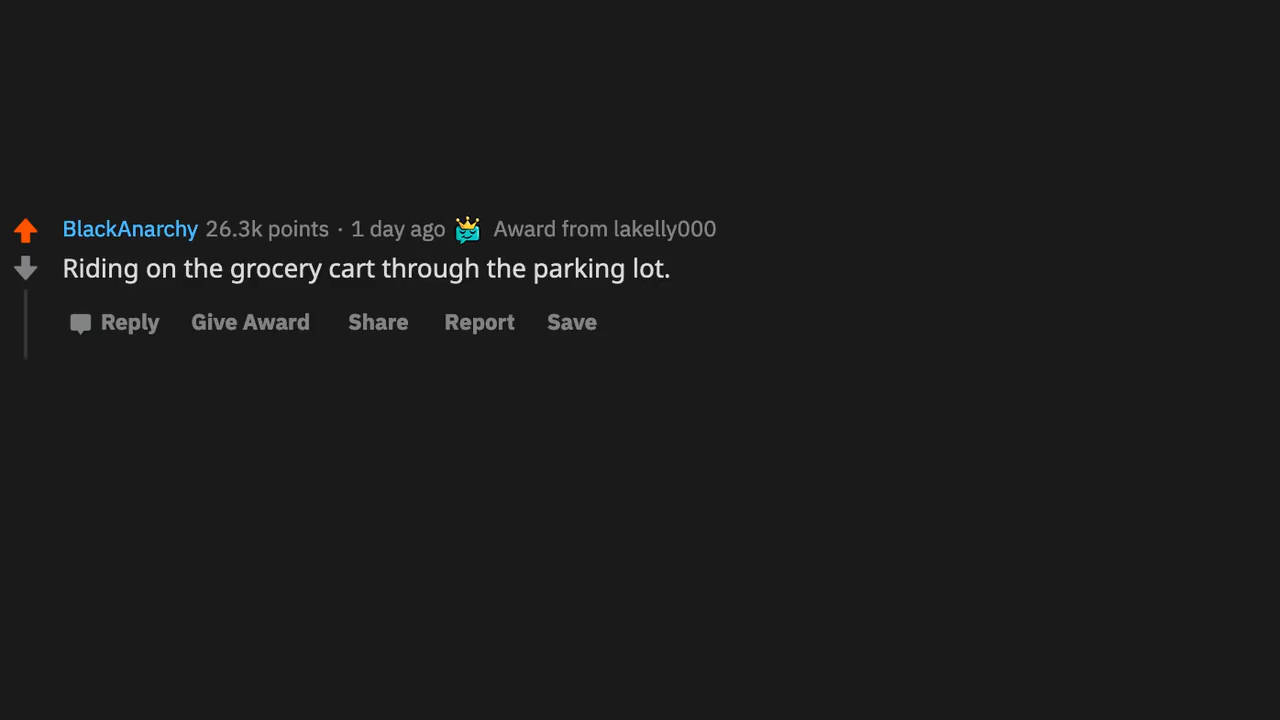 BlackAnarchy 26.3k points · 1 day ago Award from lakelly000
Riding on the grocery cart through the parking lot.
Reply Give Award Share Report Save